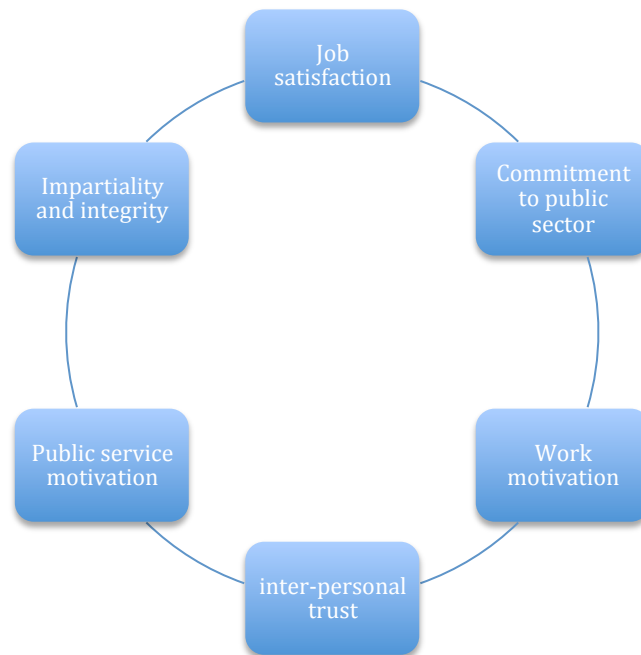 Job
satisfaction
Commitment
to public
sector
Work
motivation
inter-personal
trust
Public service
motivation
Impartiality
and integrity